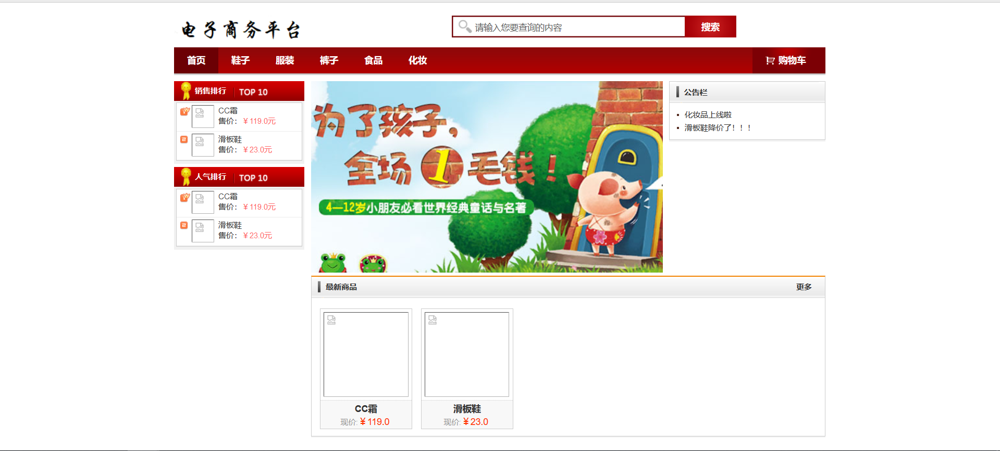 电子商务平台
请输入您要查询的内容 搜索
首页 鞋子 服装 裤子 食品 化妆 购物车
销售排行 TOP 10
CC霜
售价：￥119.0元
2
滑板鞋
售价：￥23.0元
人气排行 TOP 10
CC霜
售价：￥119.0元
2
滑板鞋
售价：￥23.0元
为了孩子，
全场1毛钱！
4—12岁小朋友必看世界经典童话与名著
公告栏
化妆品上线啦
滑板鞋降价了！！！
最新商品 更多
CC霜
现价:￥119.0
滑板鞋
现价:￥23.0